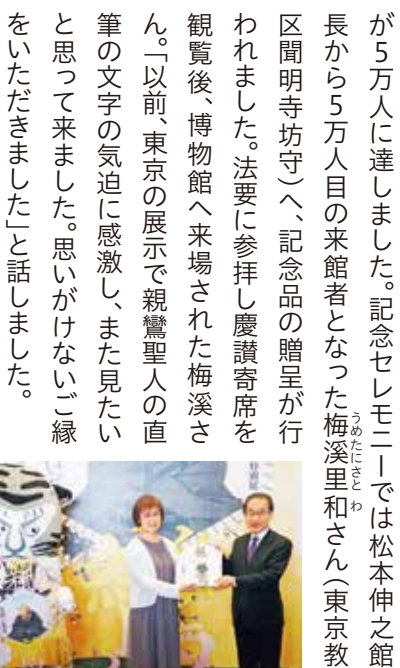 が5万人に達しました。記念セレモニーでは松本伸之館
長から5万人目の来館者となった梅溪里和さん（東京教
うめたにさと わ
区聞明寺坊守）へ、記念品の贈呈が行
われました。法要に参拝し慶讃寄席を
観覧後、博物館へ来場された梅溪さ
ん。「以前、東京の展示で親鸞聖人の直
筆の文字の気迫に感激し、また見たい
と思って来ました。思いがけないご縁
をいただきました」と話しました。